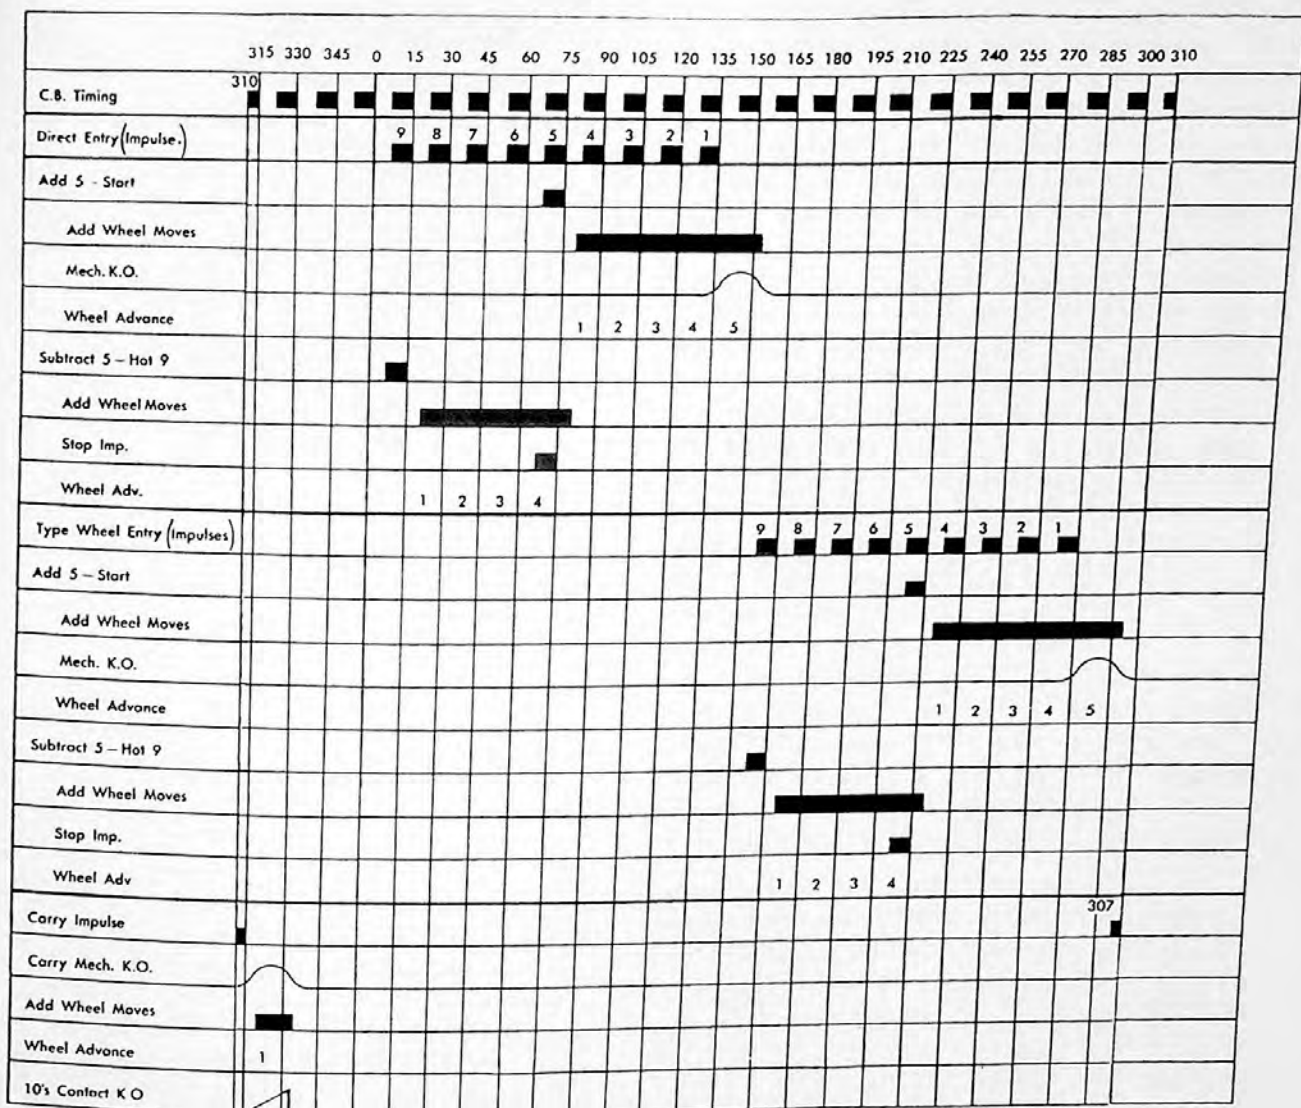 315 330 345 0 15 30 45 60 75 90 105 120 135 150 165 180 195 210 225 240 255 270 285 300 310
310
C.B. Timing
Direct Entry (Impulse.) 9 8 7 6 5 4 3 2 1
Add 5 - Start
Add Wheel Moves
Mech. K.O.
Wheel Advance 1 2 3 4 5
Subtract 5 – Hot 9
Add Wheel Moves
Stop Imp.
Wheel Adv. 1 2 3 4
Type Wheel Entry (Impulses) 9 8 7 6 5 4 3 2 1
Add 5 – Start
Add Wheel Moves
Mech. K.O.
Wheel Advance 1 2 3 4 5
Subtract 5 – Hot 9
Add Wheel Moves
Stop Imp.
Wheel Adv 1 2 3 4
307
Carry Impulse
Carry Mech. K.O.
Add Wheel Moves
Wheel Advance 1
10's Contact K O